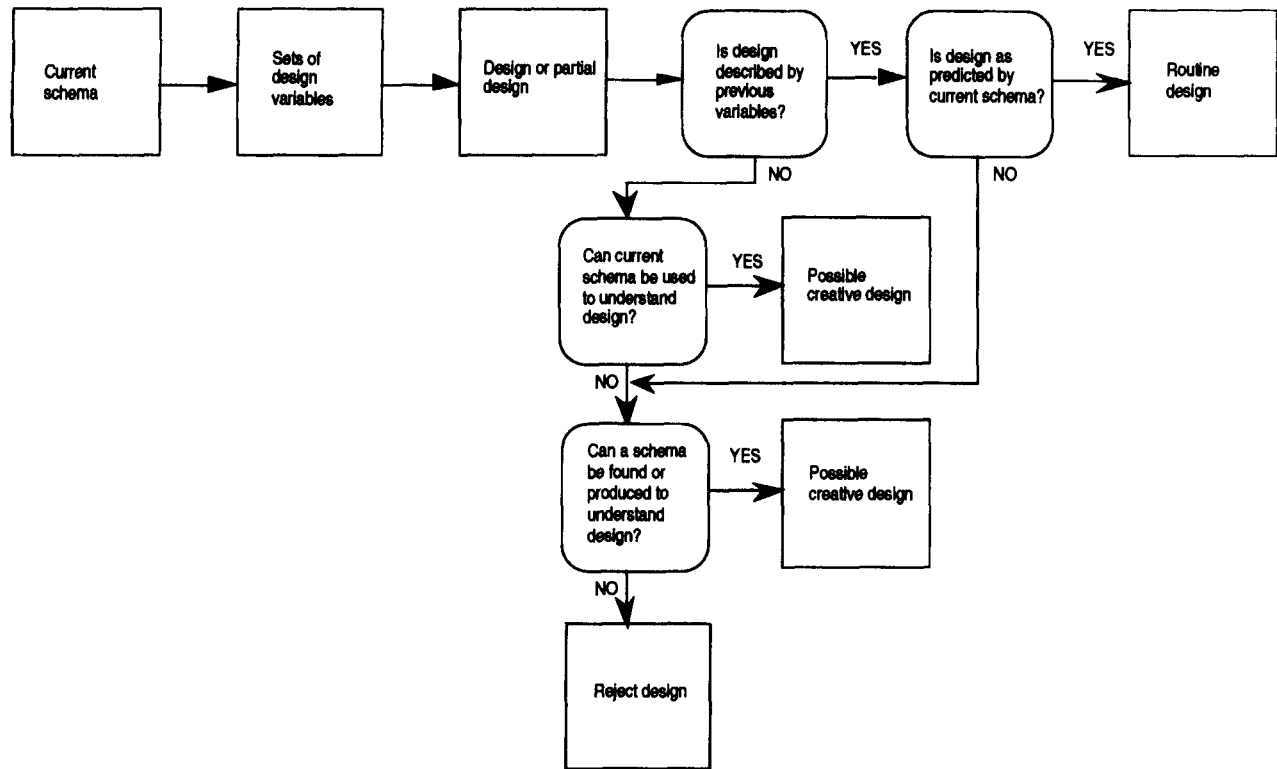 Current
schema
Sets of
design
variables
Design or partial
design
Is design
described by
previous
variables?
YES
Is design as
predicted by
current schema?
YES
Routine
design
NO
NO
Can current
schema be used
to understand
design?
YES
Possible
creative design
NO
Can a schema
be found or
produced to
understand
design?
YES
Possible
creative design
NO
Reject design